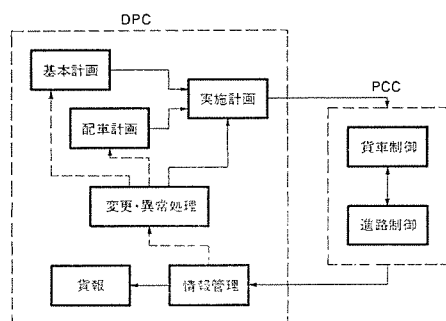 DPC
基本計画
実施計画
PCC
配車計画
貨車制御
変更・異常処理
進路制御
貨報
情報管理